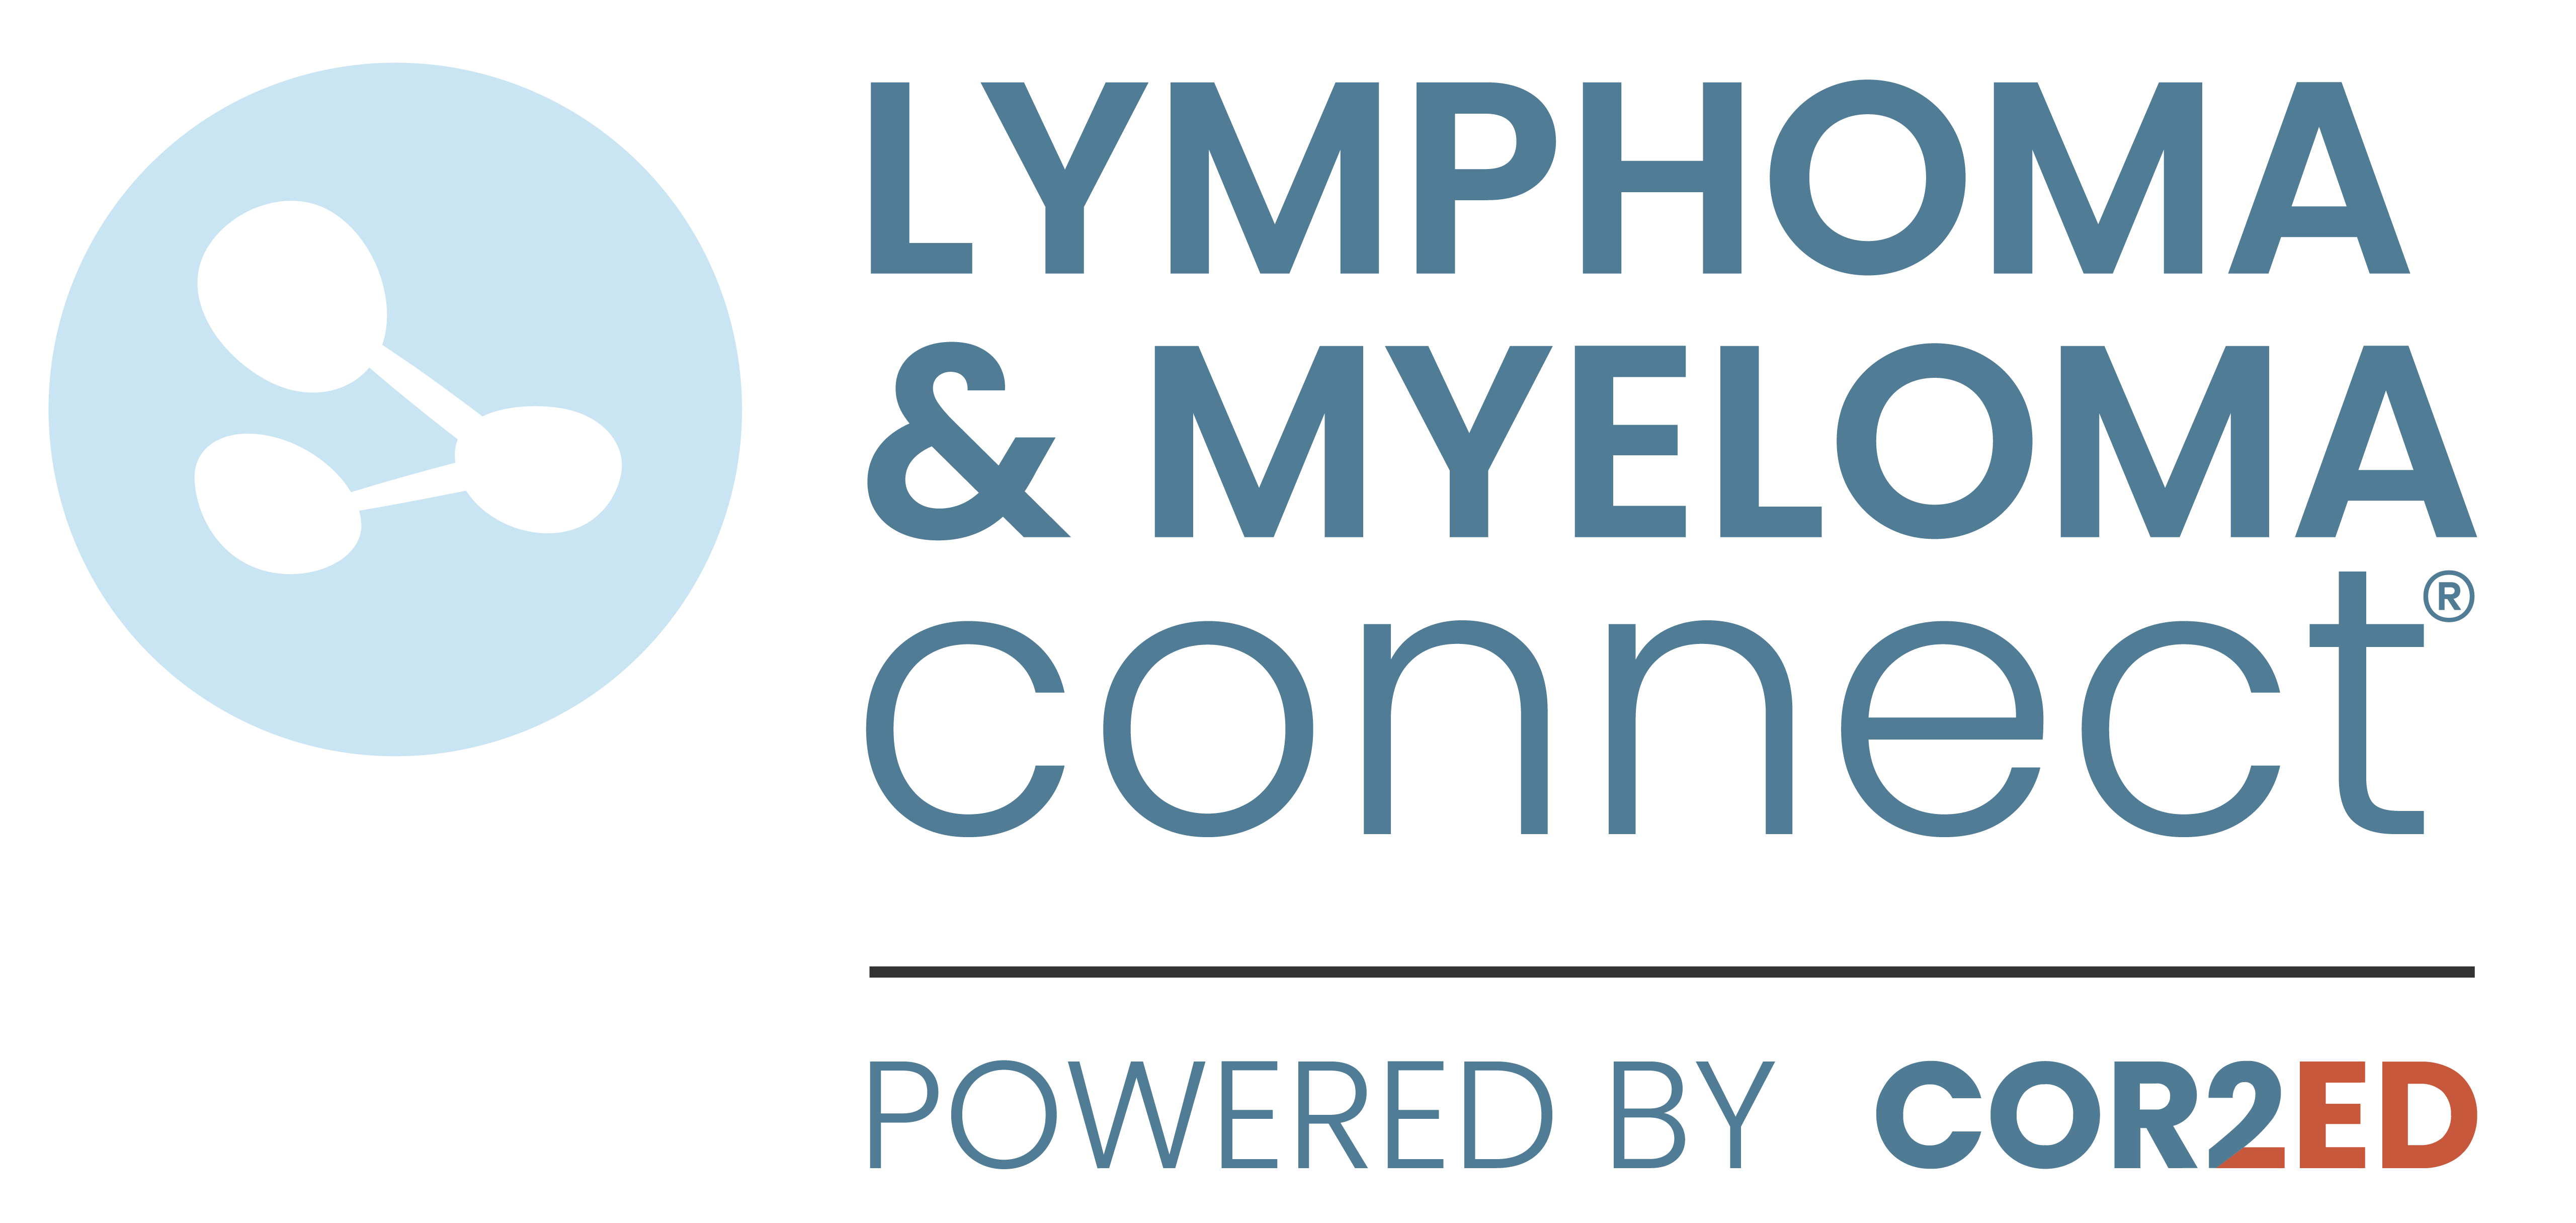 LYMPHOMA
& MYELOMA
connect®
POWERED BY COR2ED